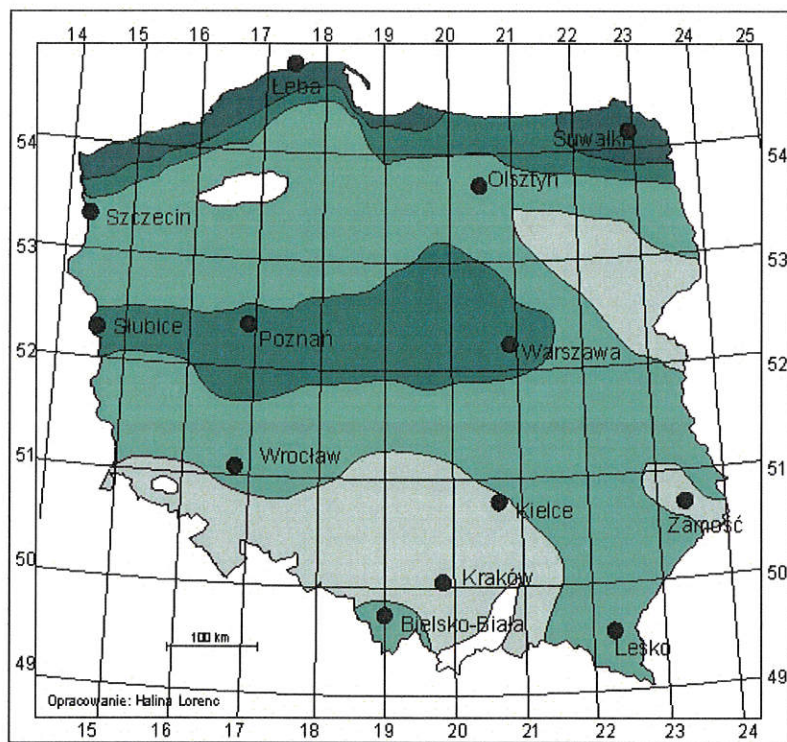 14 15 16 17 18 19 20 21 22 23 24 25
Łeba
54
Suwałki
54
Olsztyn
Szczecin
53
53
Słubice
Poznań
Warszawa
52
52
Wrocław
51
51
Kielce
Zamość
50
Kraków
50
Bielsko-Biała
100 km
Lesko
49
49
Opracowanie: Halina Lorenc
15 16 17 18 19 20 21 22 23 24